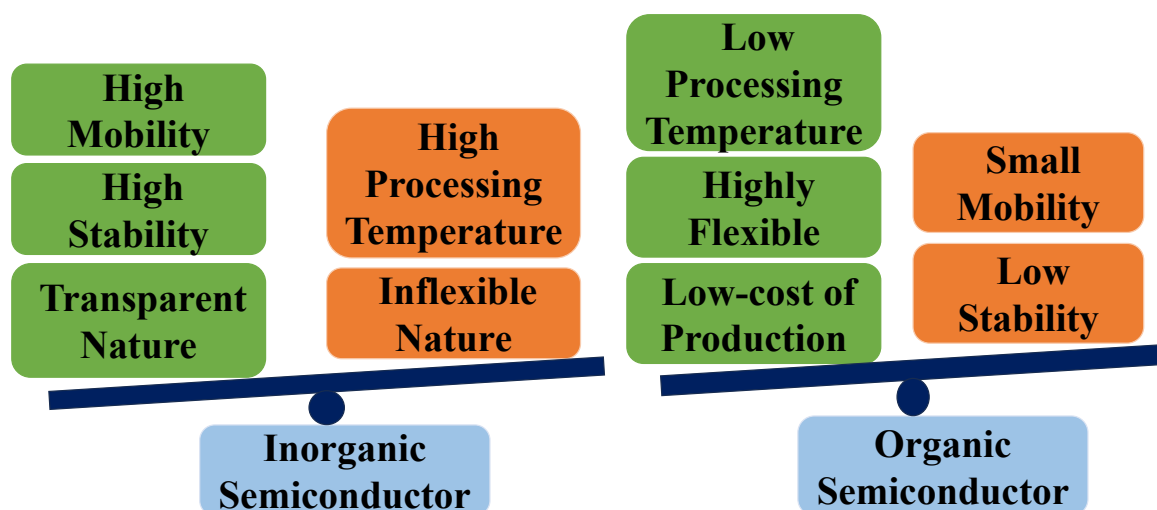 High
Mobility
High
Stability
Transparent
Nature
High
Processing
Temperature
Inflexible
Nature
Inorganic
Semiconductor
Low
Processing
Temperature
Highly
Flexible
Low-cost of
Production
Small
Mobility
Low
Stability
Organic
Semiconductor